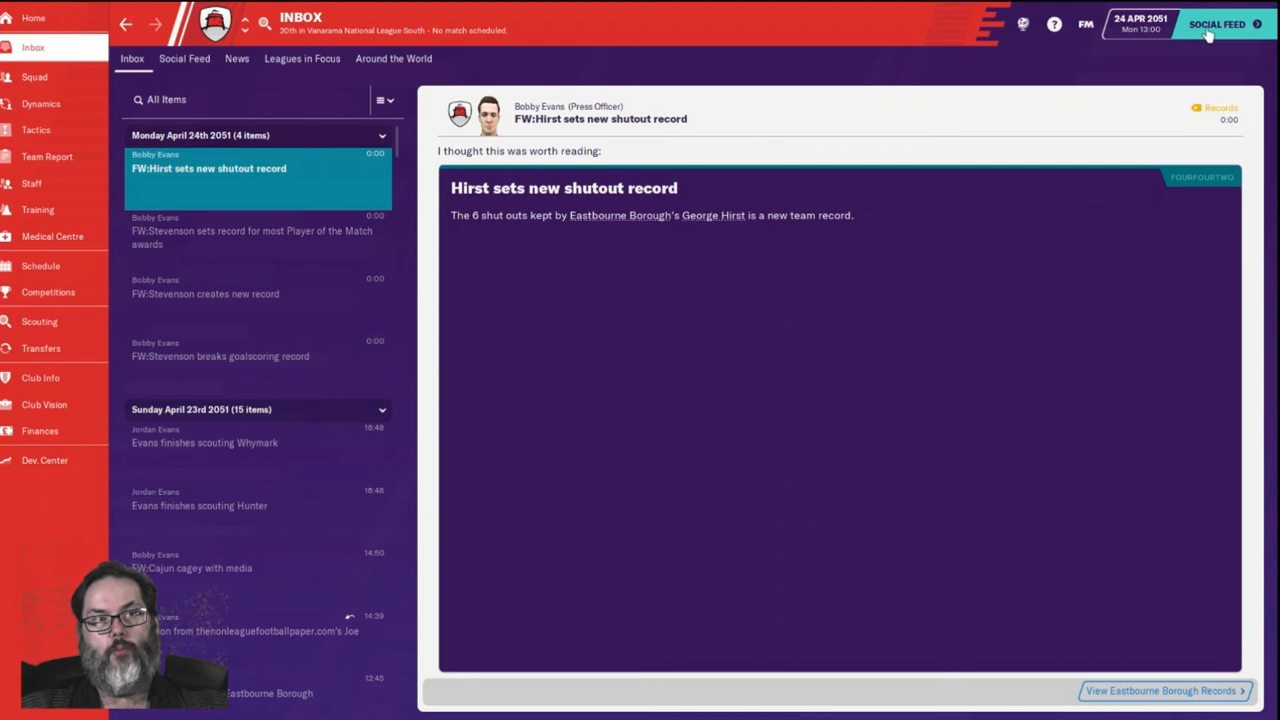 Home
Inbox
Squad
Dynamics
Tactics
Team Report
Staff
Training
Medical Centre
Schedule
Competitions
Scouting
Transfers
Club Info
Club Vision
Finances
Dev. Center
INBOX
20th in Vanarama National League South - No match scheduled.
?
FM
24 APR 2051
Mon 13:00
SOCIAL FEED
Inbox
Social Feed
News
Leagues in Focus
Around the World
All Items
Monday April 24th 2051 (4 items)
Bobby Evans
0:00
FW:Hirst sets new shutout record
Bobby Evans
0:00
FW:Stevenson sets record for most Player of the Match
awards
Bobby Evans
0:00
FW:Stevenson creates new record
Bobby Evans
0:00
FW:Stevenson breaks goalscoring record
Sunday April 23rd 2051 (15 items)
Jordan Evans
16:48
Evans finishes scouting Whymark
Jordan Evans
16:48
Evans finishes scouting Hunter
Bobby Evans
14:50
FW:Cajun cagey with media
Evans
14:39
on from thenonleaguefootballpaper.com's Joe
12:45
Eastbourne Borough
Bobby Evans (Press Officer)
FW:Hirst sets new shutout record
Records
0:00
I thought this was worth reading:
FOURFOURTWO
Hirst sets new shutout record
The 6 shut outs kept by Eastbourne Borough's George Hirst is a new team record.
View Eastbourne Borough Records